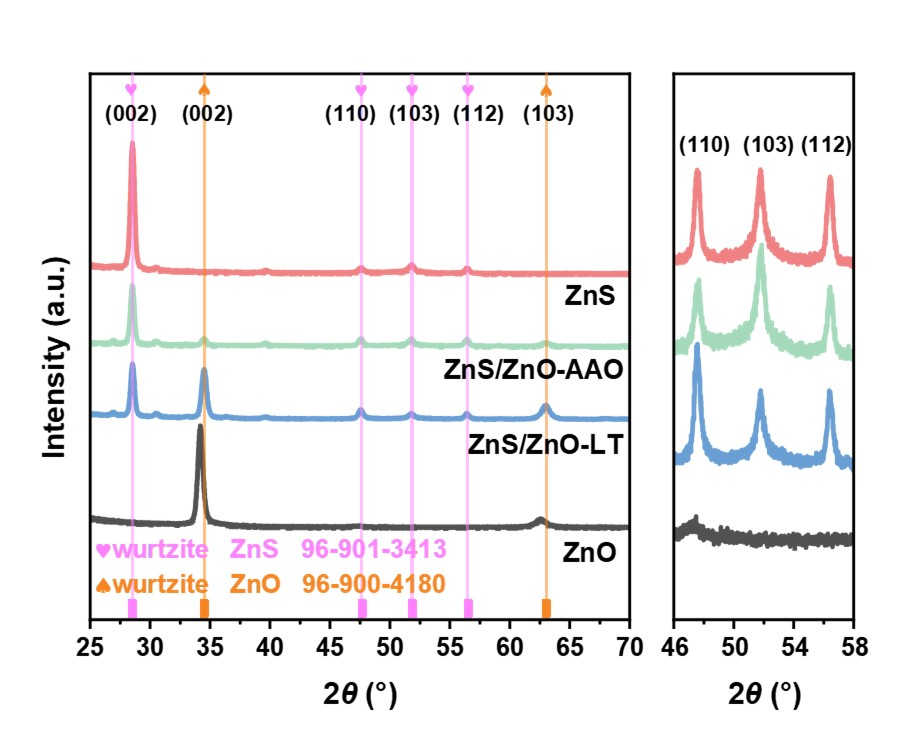 (002) (002) (110) (103) (112) (103)
(110) (103) (112)
ZnS
ZnS/ZnO-AAO
ZnS/ZnO-LT
ZnO
♥wurtzite ZnS 96-901-3413
♠wurtzite ZnO 96-900-4180
Intensity (a.u.)
25 30 35 40 45 50 55 60 65 70
46 50 54 58
2θ (°)
2θ (°)